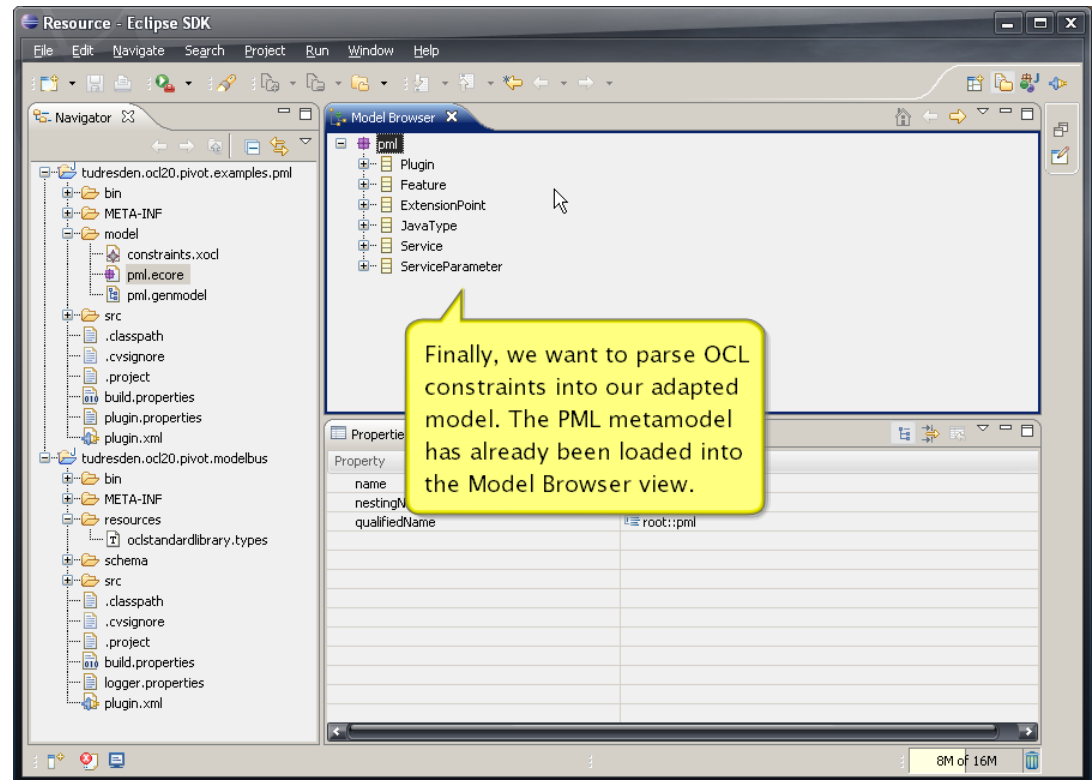 Resource - Eclipse SDK
File Edit Navigate Search Project Run Window Help
Navigator
tudresden.ocl20.pivot.examples.pml
bin
META-INF
model
constraints.xocl
pml.ecore
pml.genmodel
src
.classpath
.cvsignore
.project
build.properties
plugin.properties
plugin.xml
tudresden.ocl20.pivot.modelbus
bin
META-INF
resources
oclstandardlibrary.types
schema
src
.classpath
.cvsignore
.project
build.properties
logger.properties
plugin.xml
Model Browser
pml
Plugin
Feature
ExtensionPoint
JavaType
Service
ServiceParameter
Finally, we want to parse OCL
constraints into our adapted
model. The PML metamodel
has already been loaded into
the Model Browser view.
Propertie
Property
name
nestingN
qualifiedName root::pml
8M of 16M